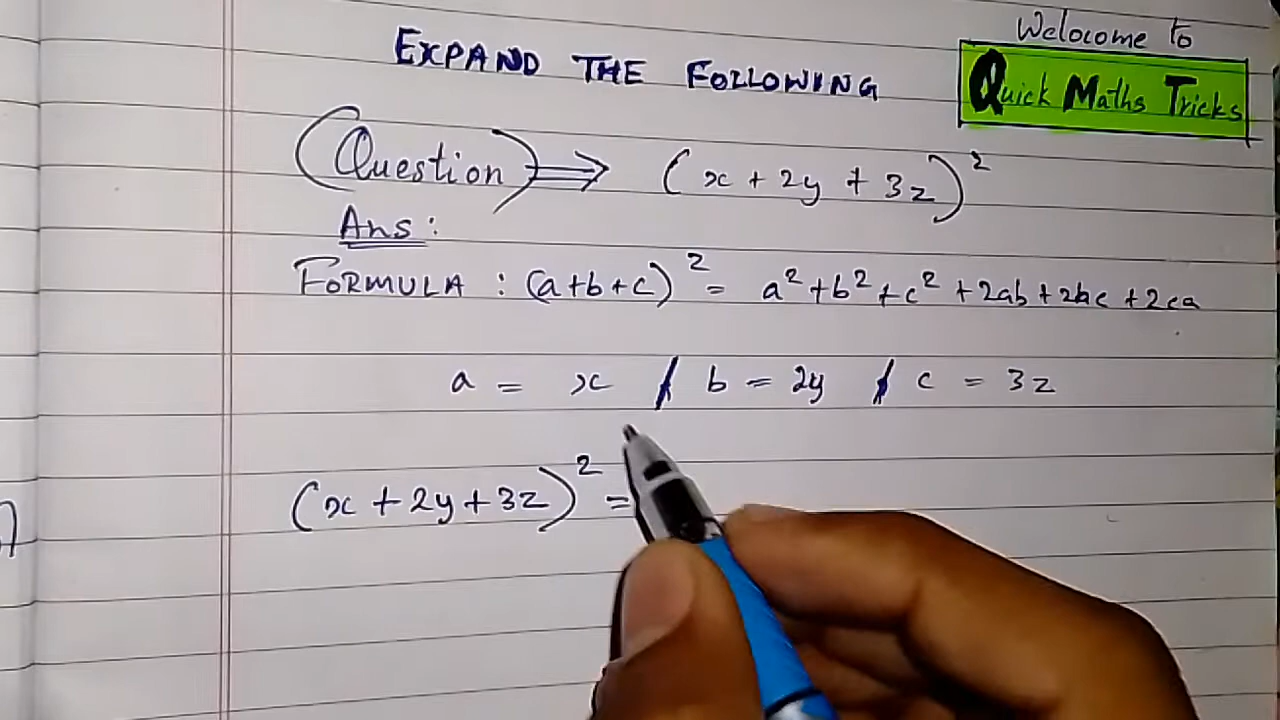 Welocome to
Quick Maths Tricks
EXPAND THE FOLLOWING
(Question) ⟹ (x + 2y + 3z)²
Ans:
FORMULA : (a+b+c)² = a² + b² + c² + 2ab + 2bc + 2ca
a = x / b = 2y / c = 3z
(x + 2y + 3z)² =